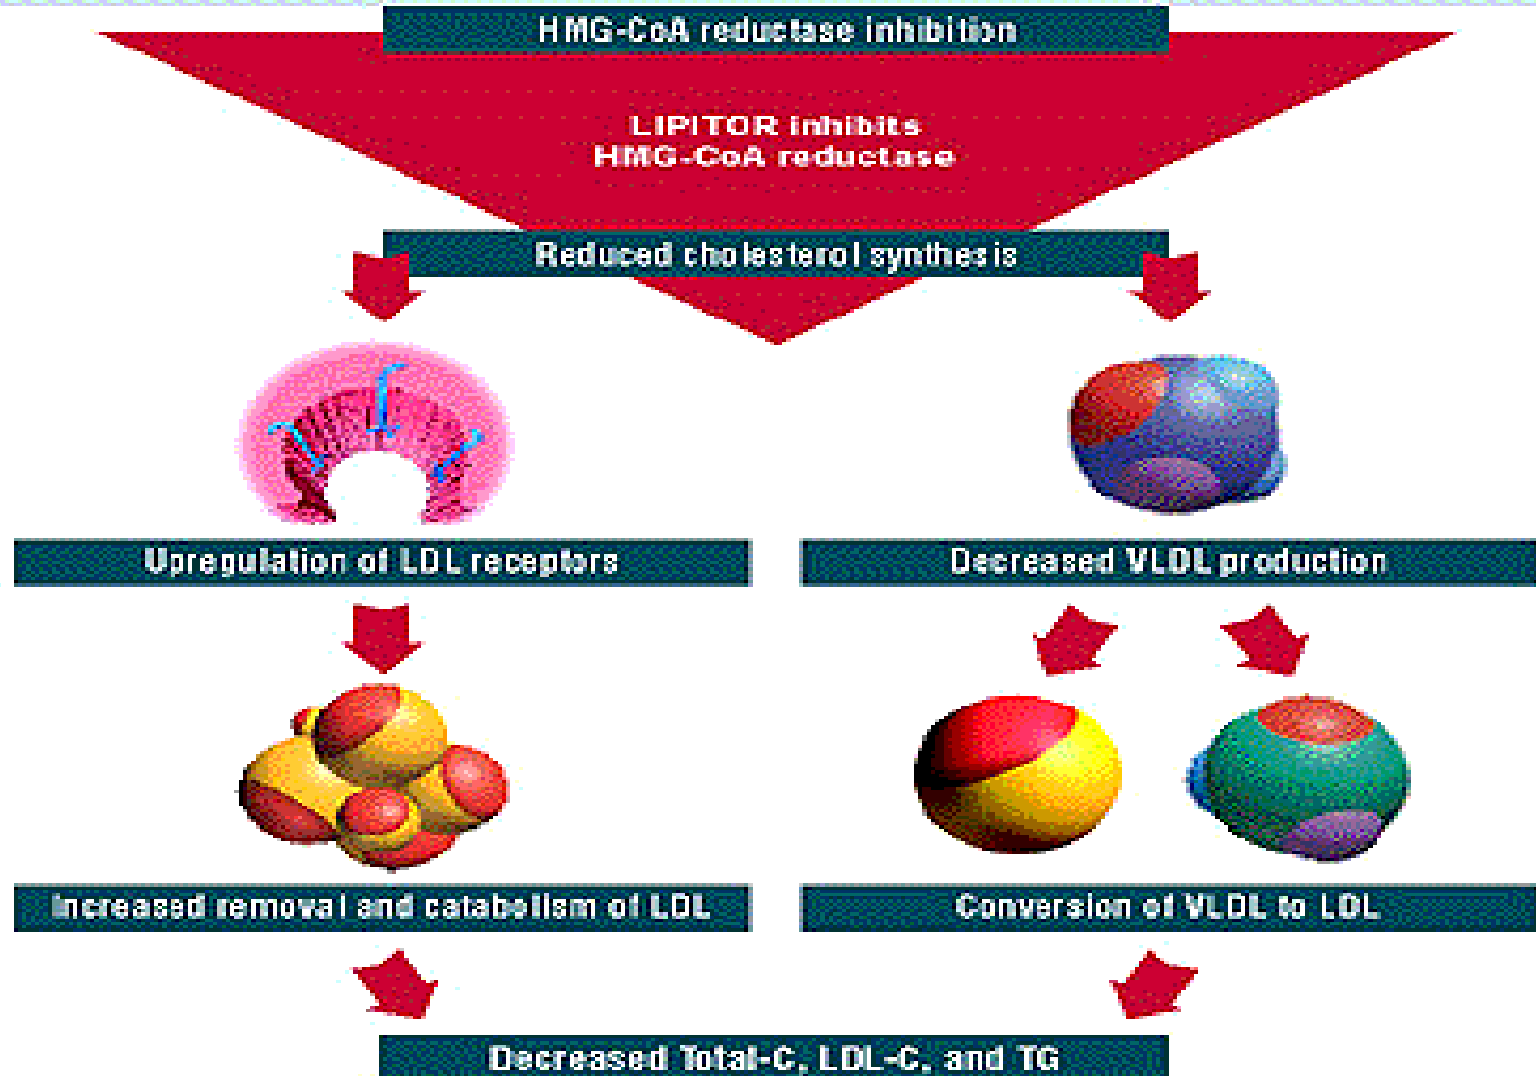 HMG-CoA reductase inhibition
LIPITOR inhibits
HMG-CoA reductase
Reduced cholesterol synthesis
Upregulation of LDL receptors
Decreased VLDL production
Increased removal and catabolism of LDL
Conversion of VLDL to LDL
Decreased Total-C, LDL-C, and TG